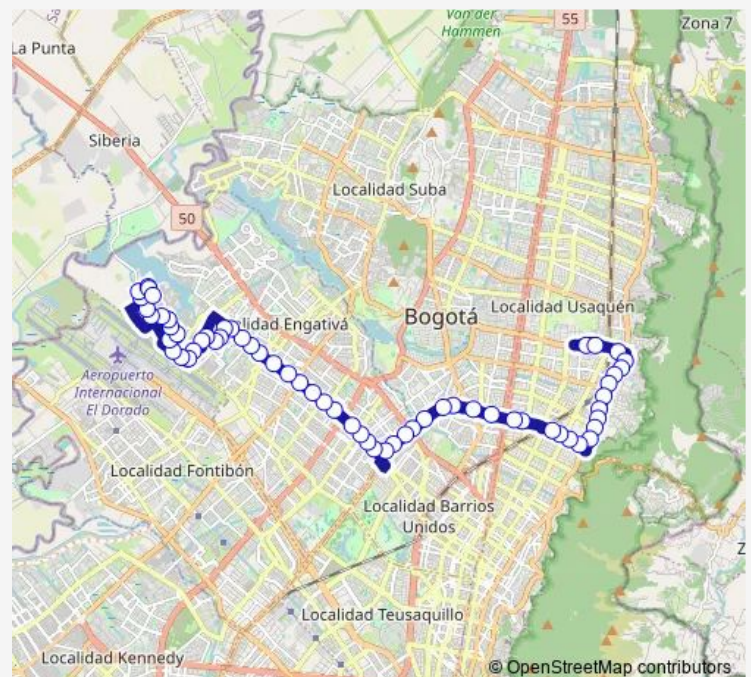 Van der
Hammen
55
Zona 7
La Punta
Siberia
Localidad Suba
50
Localidad Usaquén
Bogotá
alidad Engativá
Aeropuerto
Internacional
El Dorado
Localidad Fontibón
Localidad Barrios
Unidos
Z
Localidad Teusaquillo
Localidad Kennedy
© OpenStreetMap contributors